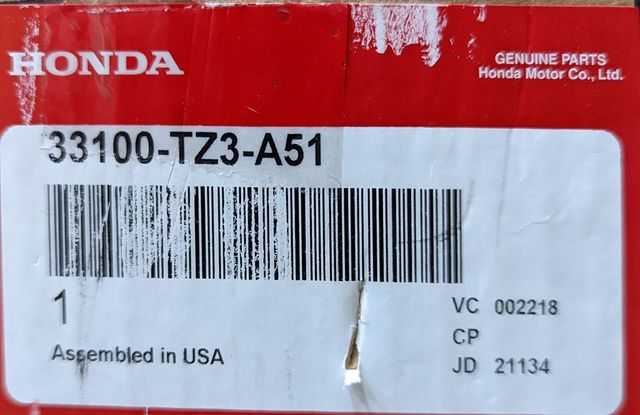 HONDA
GENUINE PARTS
Honda Motor Co., Ltd.
33100-TZ3-A51
1
VC 002218
CP
Assembled in USA
JD 21134